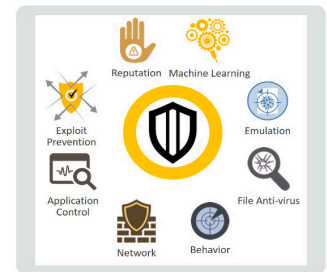 Reputation
Machine Learning
Exploit
Prevention
Emulation
Application
Control
File Anti-virus
Network
Behavior